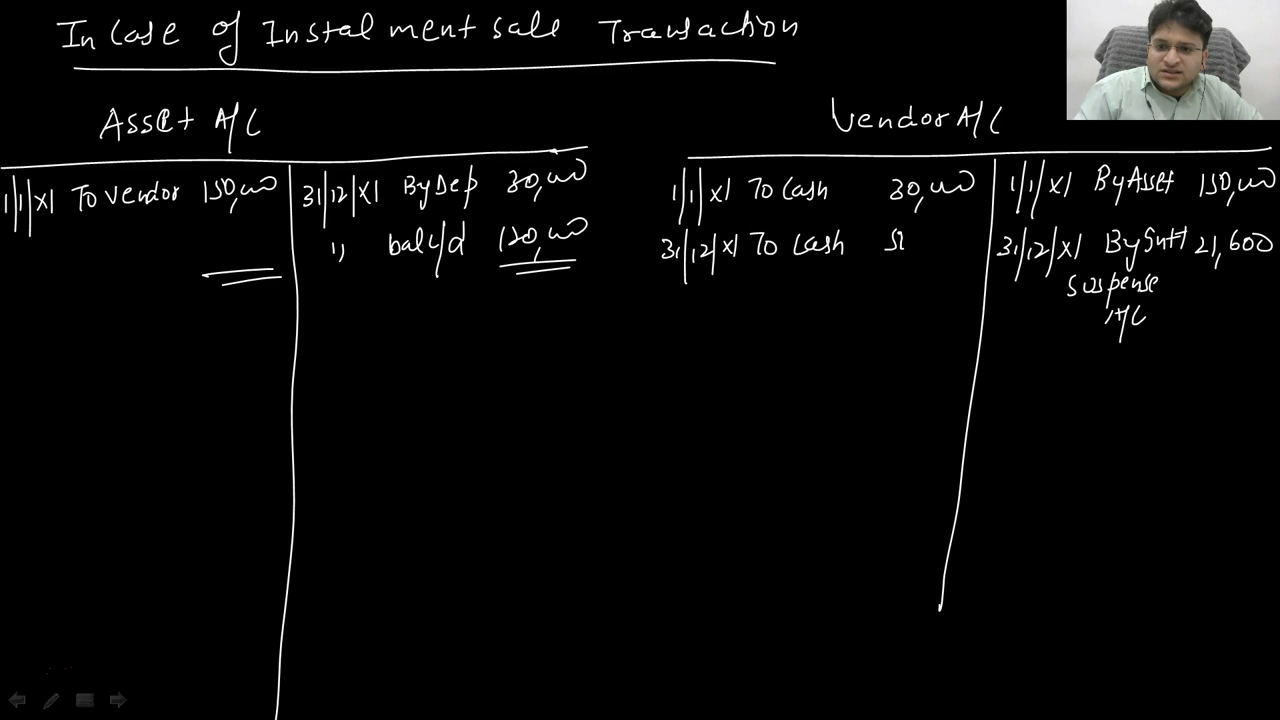 In Case of Instalment sale Transaction
Asset A/C
1/1/X1 To Vendor 150,000
31/12/X1 By Dep 30,000
,, bal c/d 120,000
Vendor A/C
1/1/X1 To Cash 30,000
31/12/X1 To Cash
1/1/X1 By Asset 150,000
31/12/X1 By Intt 21,600
Suspense
A/C